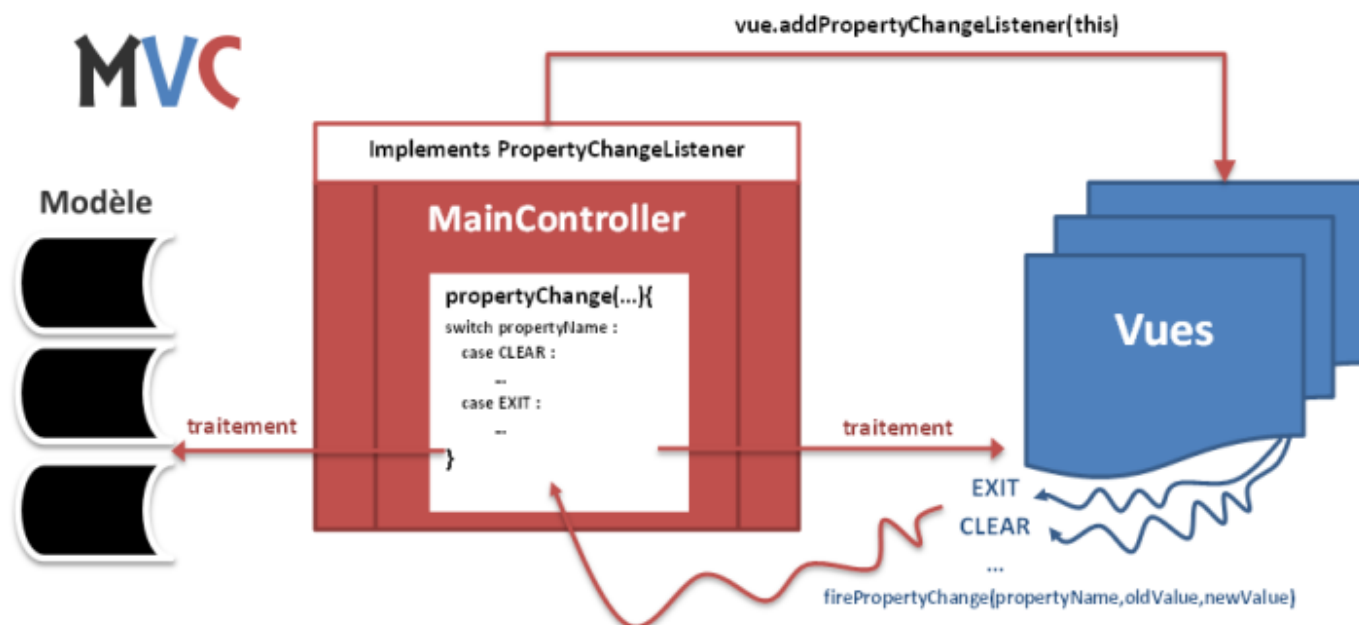 MVC
vue.addPropertyChangeListener(this)
Implements PropertyChangeListener
Modèle
MainController
propertyChange(...){
switch propertyName :
case CLEAR :
...
case EXIT :
...
}
traitement
traitement
Vues
EXIT
CLEAR
...
firePropertyChange(propertyName,oldValue,newValue)